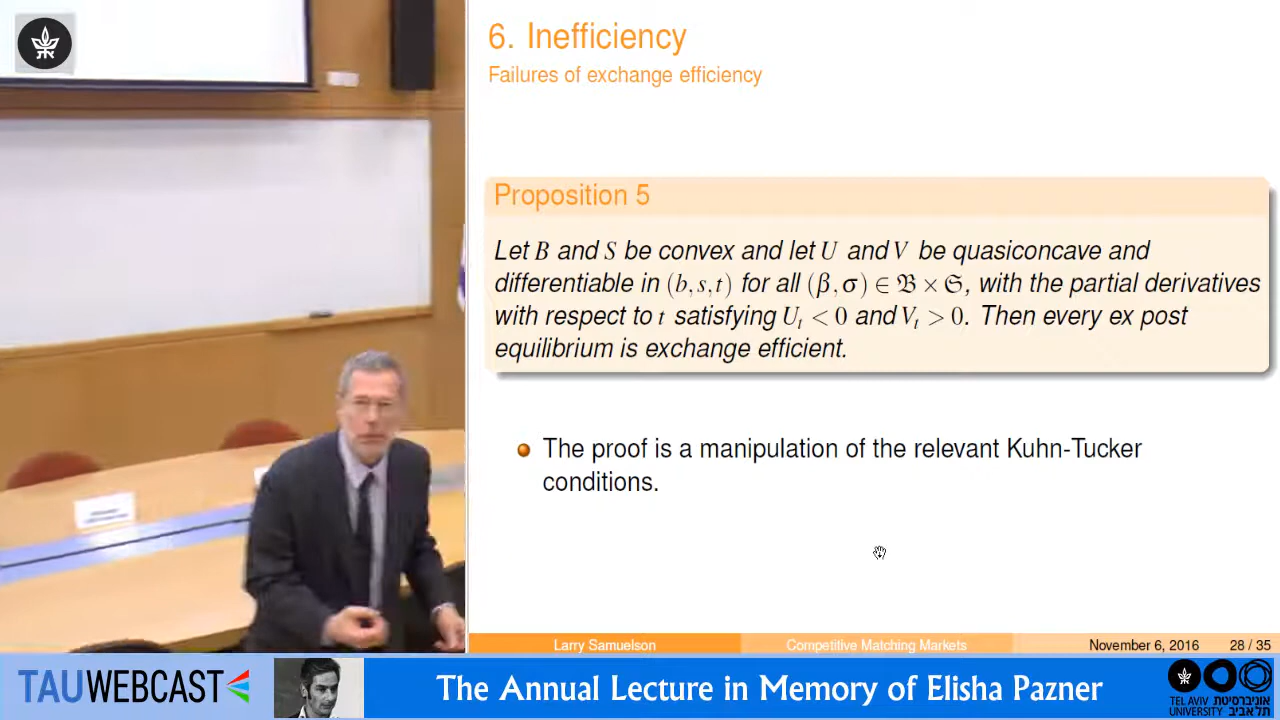 6. Inefficiency
Failures of exchange efficiency
Proposition 5
Let B and S be convex and let U and V be quasiconcave and
differentiable in (b, s, t) for all (β, σ) ∈ 𝔅 × 𝔖, with the partial derivatives
with respect to t satisfying Uₜ < 0 and Vₜ > 0. Then every ex post
equilibrium is exchange efficient.
The proof is a manipulation of the relevant Kuhn-Tucker
conditions.
Larry Samuelson Competitive Matching Markets November 6, 2016 28 / 35
TAUWEBCAST
The Annual Lecture in Memory of Elisha Pazner
TEL AVIV אוניברסיטת
UNIVERSITY תל אביב